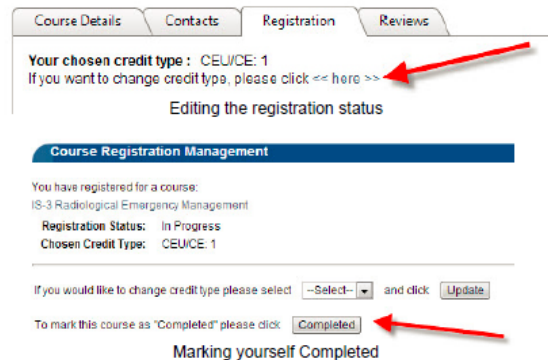 Course Details Contacts Registration Reviews
Your chosen credit type : CEU/CE: 1
If you want to change credit type, please click << here >>
Editing the registration status
Course Registration Management
You have registered for a course:
IS-3 Radiological Emergency Management
Registration Status: In Progress
Chosen Credit Type: CEU/CE: 1
If you would like to change credit type please select --Select-- and click Update
To mark this course as "Completed" please click Completed
Marking yourself Completed